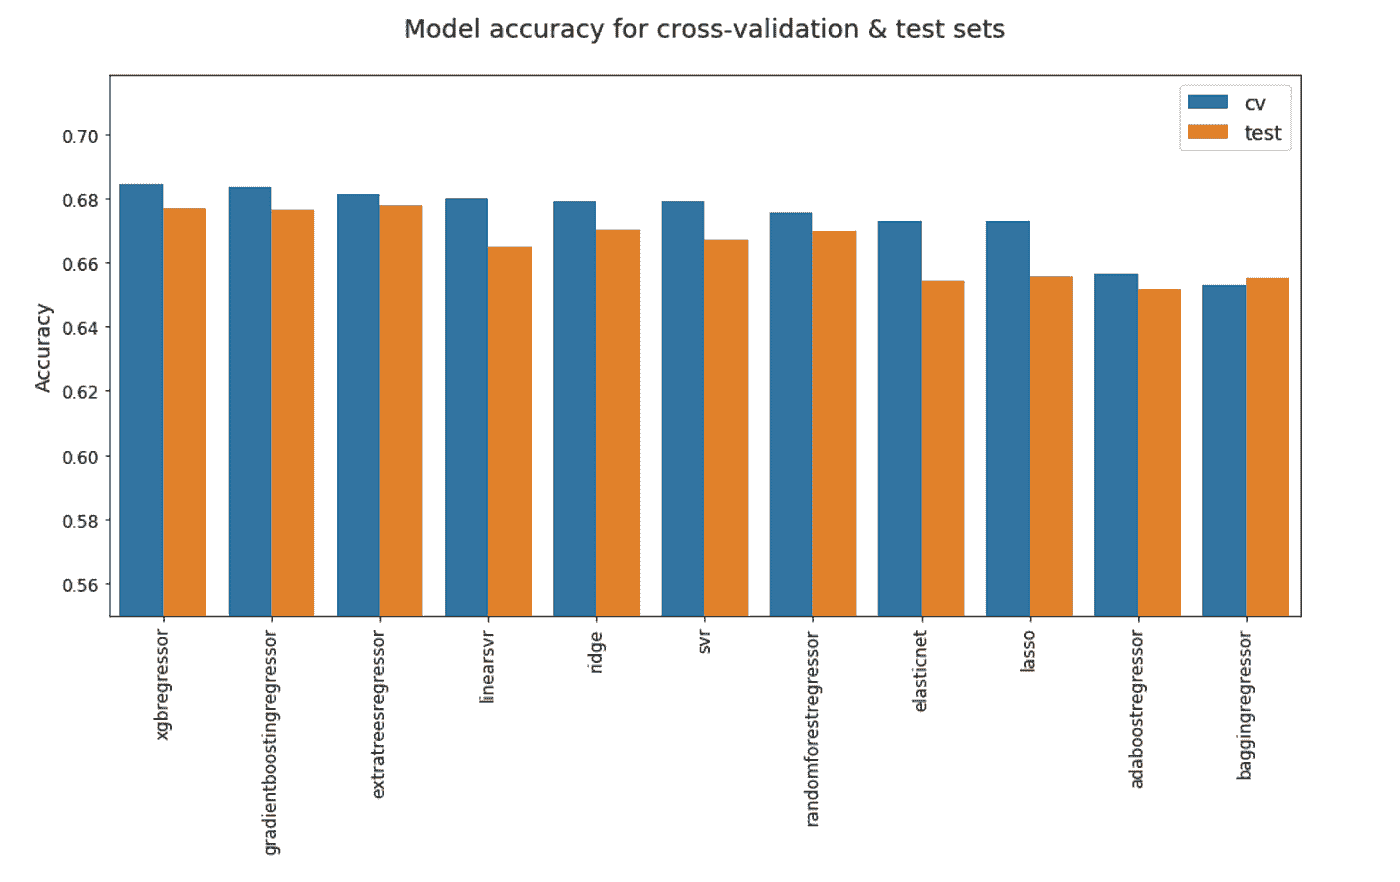 Model accuracy for cross-validation & test sets
cv
test
Accuracy
0.70
0.68
0.66
0.64
0.62
0.60
0.58
0.56
xgbregressor
gradientboostingregressor
extratreesregressor
linearsvr
ridge
svr
randomforestregressor
elasticnet
lasso
adaboostregressor
baggingregressor